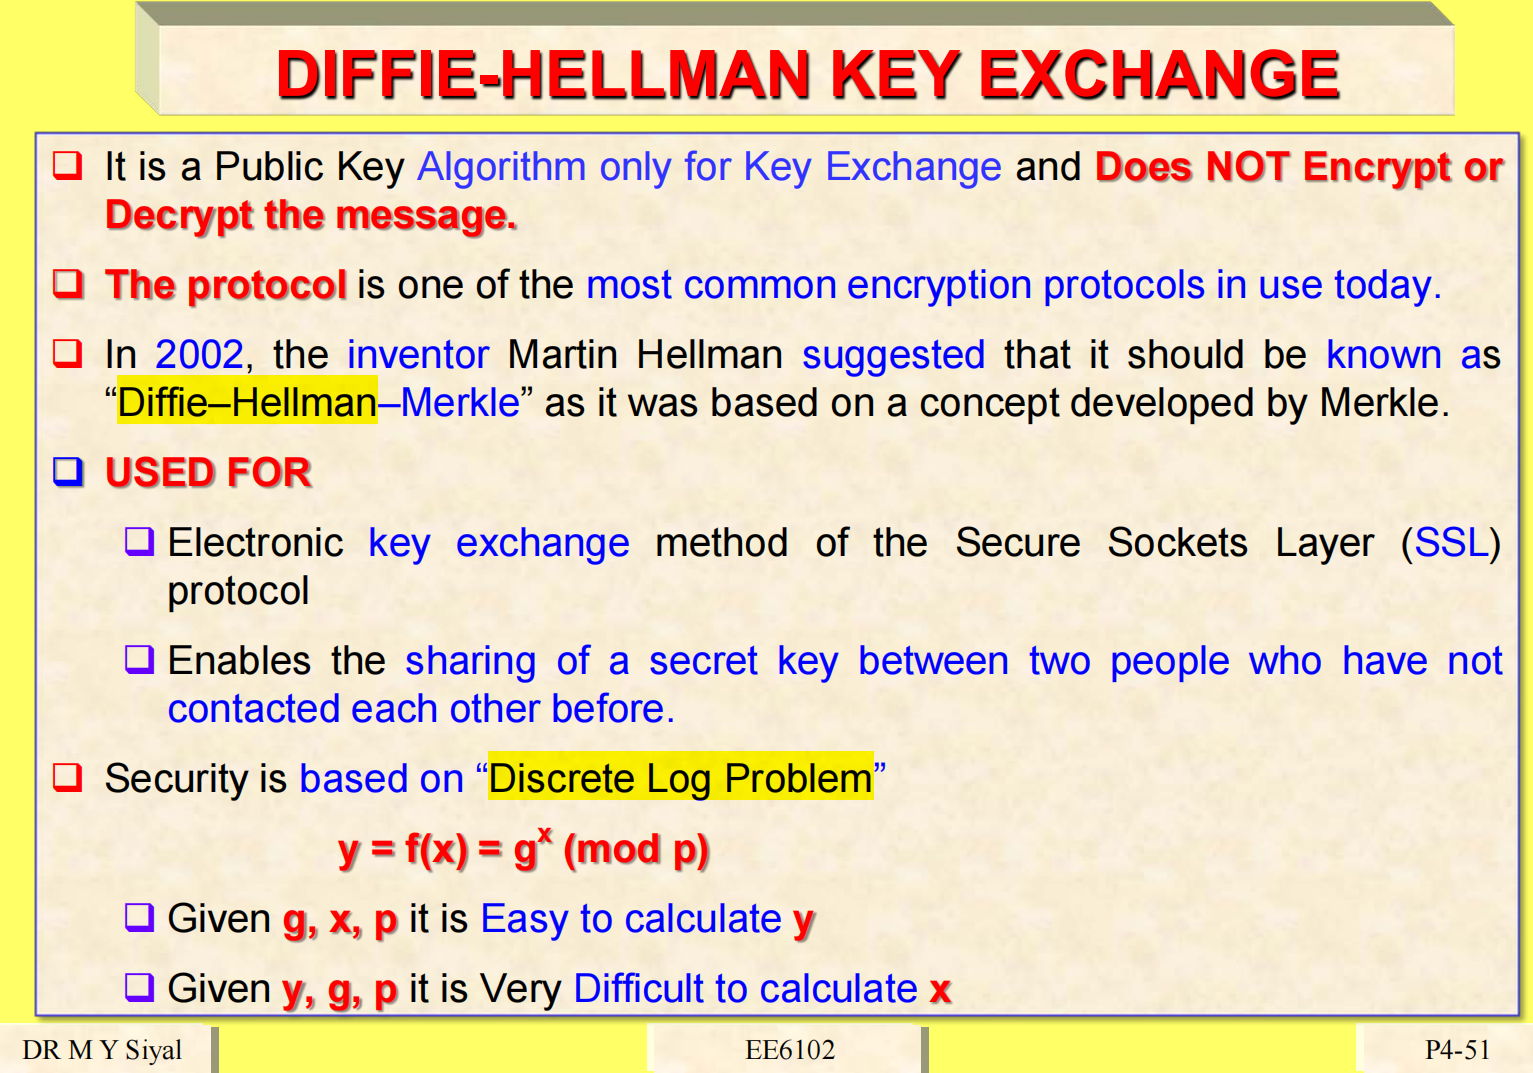 DIFFIE-HELLMAN KEY EXCHANGE
It is a Public Key Algorithm only for Key Exchange and Does NOT Encrypt or
Decrypt the message.
The protocol is one of the most common encryption protocols in use today.
In 2002, the inventor Martin Hellman suggested that it should be known as
“Diffie–Hellman–Merkle” as it was based on a concept developed by Merkle.
USED FOR
Electronic key exchange method of the Secure Sockets Layer (SSL)
protocol
Enables the sharing of a secret key between two people who have not
contacted each other before.
Security is based on “Discrete Log Problem”
y = f(x) = g^x (mod p)
Given g, x, p it is Easy to calculate y
Given y, g, p it is Very Difficult to calculate x
DR M Y Siyal
EE6102
P4-51